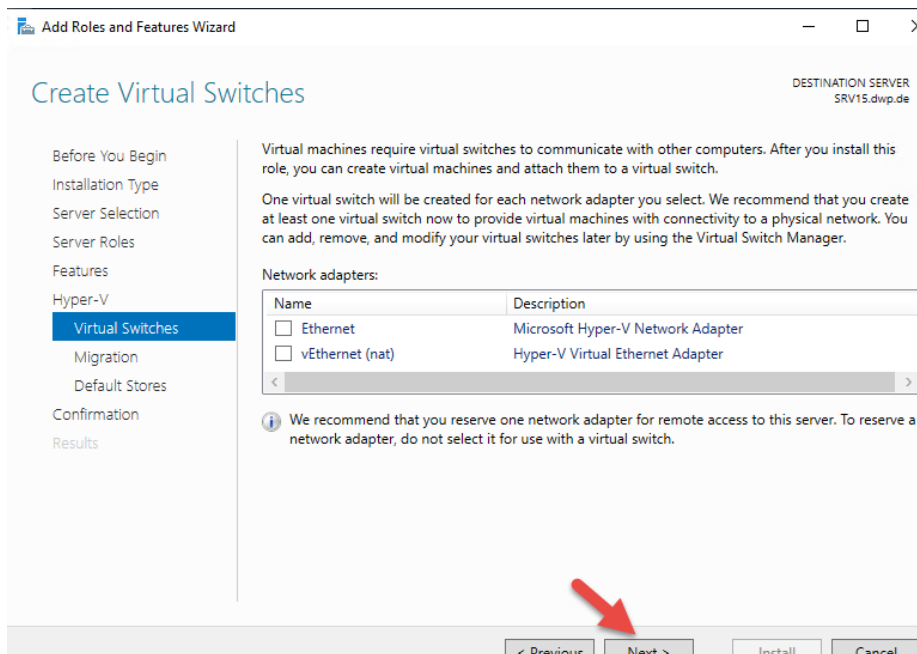 Add Roles and Features Wizard
Create Virtual Switches
DESTINATION SERVER
SRV15.dwp.de
Before You Begin
Installation Type
Server Selection
Server Roles
Features
Hyper-V
Virtual Switches
Migration
Default Stores
Confirmation
Results
Virtual machines require virtual switches to communicate with other computers. After you install this
role, you can create virtual machines and attach them to a virtual switch.
One virtual switch will be created for each network adapter you select. We recommend that you create
at least one virtual switch now to provide virtual machines with connectivity to a physical network. You
can add, remove, and modify your virtual switches later by using the Virtual Switch Manager.
Network adapters:
Name Description
Ethernet Microsoft Hyper-V Network Adapter
vEthernet (nat) Hyper-V Virtual Ethernet Adapter
We recommend that you reserve one network adapter for remote access to this server. To reserve a
network adapter, do not select it for use with a virtual switch.
< Previous Next > Install Cancel